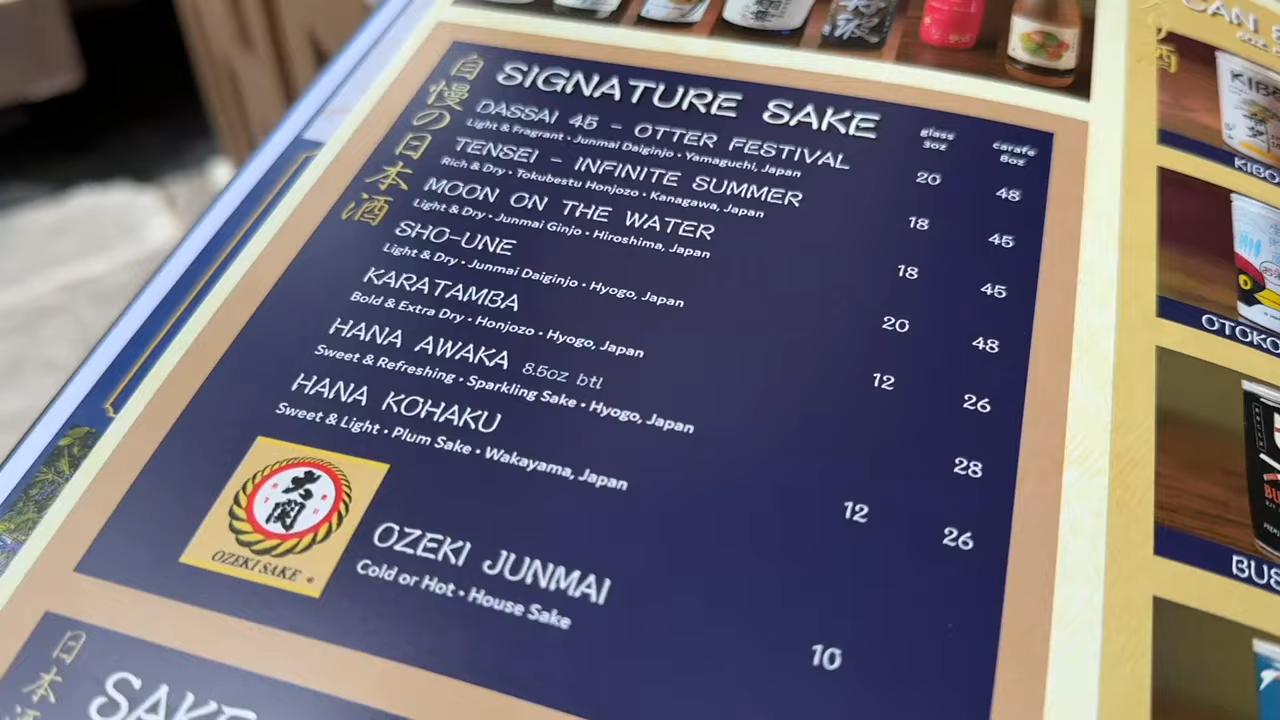 自慢の日本酒
SIGNATURE SAKE
glass 3oz
carafe 8oz
DASSAI 45 - OTTER FESTIVAL 20 48
Light & Fragrant • Junmai Daiginjo • Yamaguchi, Japan
TENSEI - INFINITE SUMMER 18 45
Rich & Dry • Tokubestu Honjozo • Kanagawa, Japan
MOON ON THE WATER 18 45
Light & Dry • Junmai Ginjo • Hiroshima, Japan
SHO-UNE 20 48
Light & Dry • Junmai Daiginjo • Hyogo, Japan
KARATAMBA 12 26
Bold & Extra Dry • Honjozo • Hyogo, Japan
HANA AWAKA 8.5oz btl 28
Sweet & Refreshing • Sparkling Sake • Hyogo, Japan
HANA KOHAKU 12 26
Sweet & Light • Plum Sake • Wakayama, Japan
大関
OZEKI SAKE
OZEKI JUNMAI 10
Cold or Hot • House Sake
日本酒
SAKE
CAN
KIBO
OTOKO
BUS